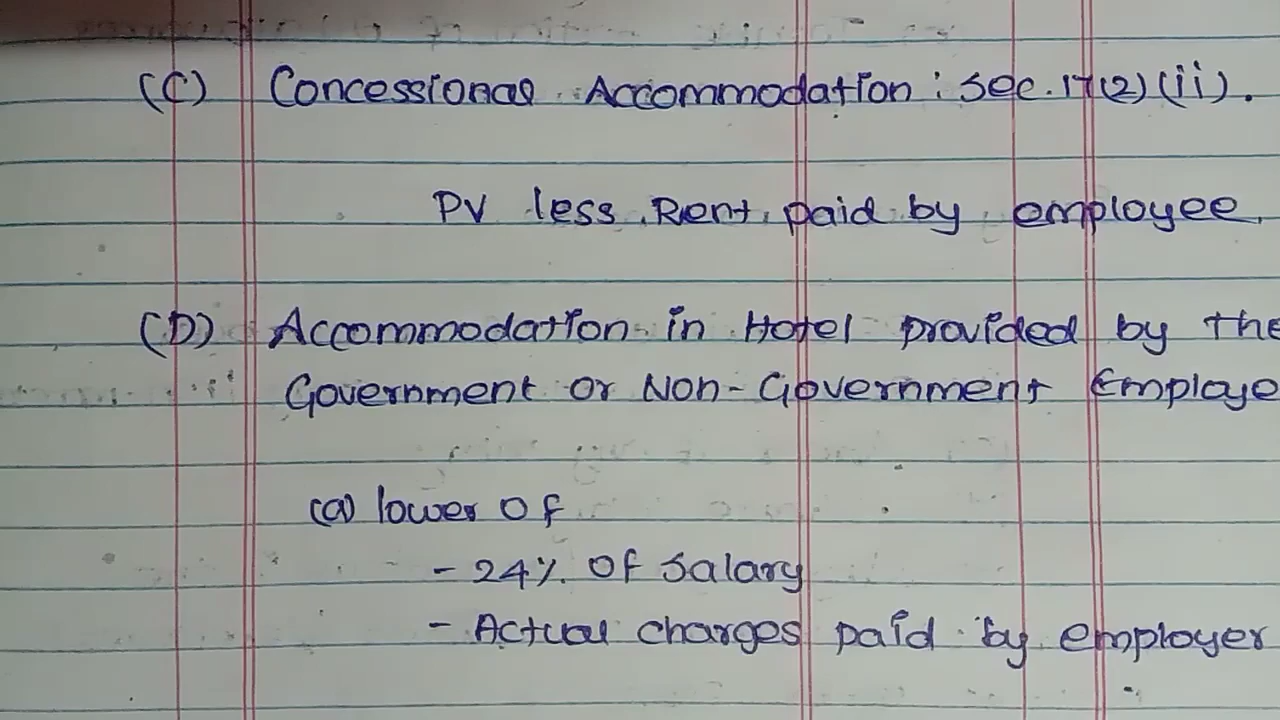 (C) Concessional Accommodation : Sec. 17(2)(ii).
PV less Rent paid by employee.
(D) Accommodation in Hotel provided by the
Government or Non-Government Employe
(a) lower of
- 24% of Salary
- Actual charges paid by employer